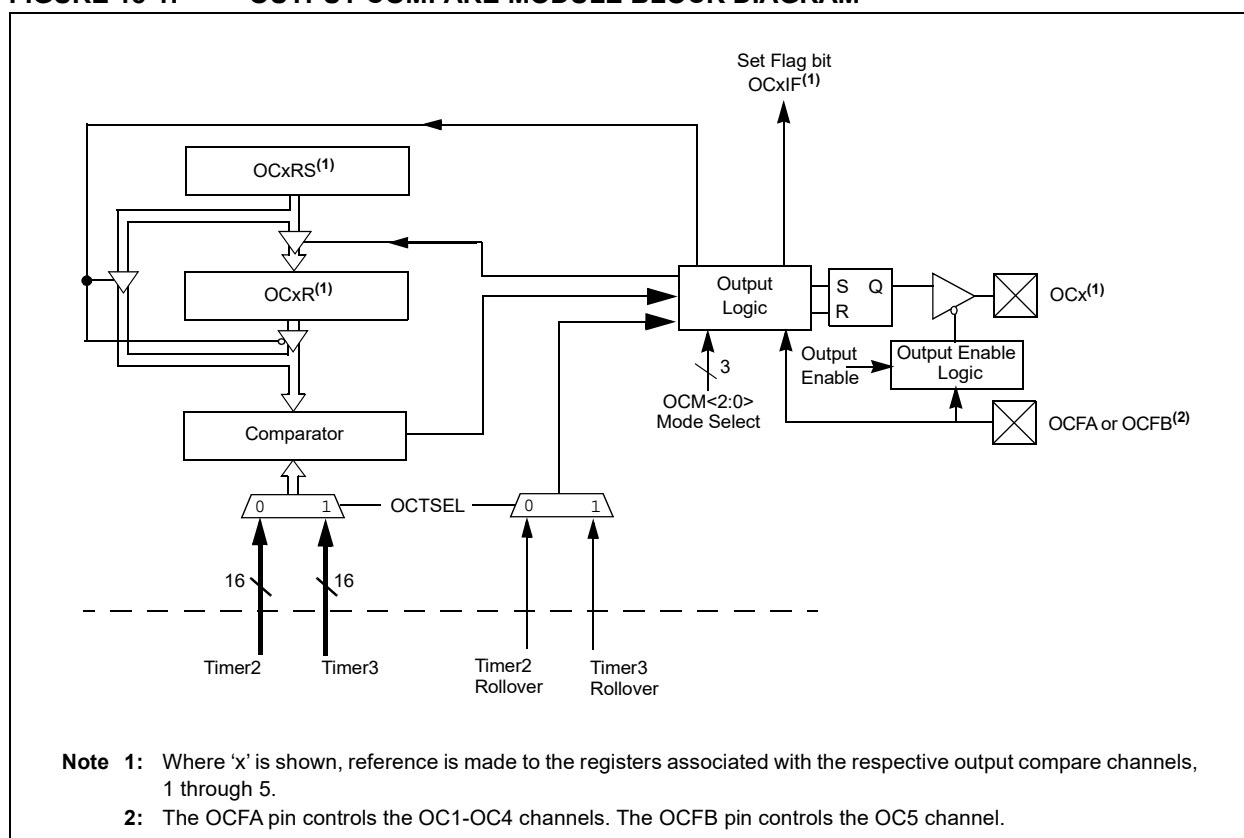 Set Flag bit
OCxIF(1)
OCxRS(1)
OCxR(1)
Output
Logic
S Q
R
OCx(1)
Output
Enable
Output Enable
Logic
3
OCM<2:0>
Mode Select
OCFA or OCFB(2)
Comparator
0 1
OCTSEL
0 1
16 16
Timer2 Timer3
Timer2
Rollover
Timer3
Rollover
Note 1: Where ‘x’ is shown, reference is made to the registers associated with the respective output compare channels,
1 through 5.
2: The OCFA pin controls the OC1-OC4 channels. The OCFB pin controls the OC5 channel.